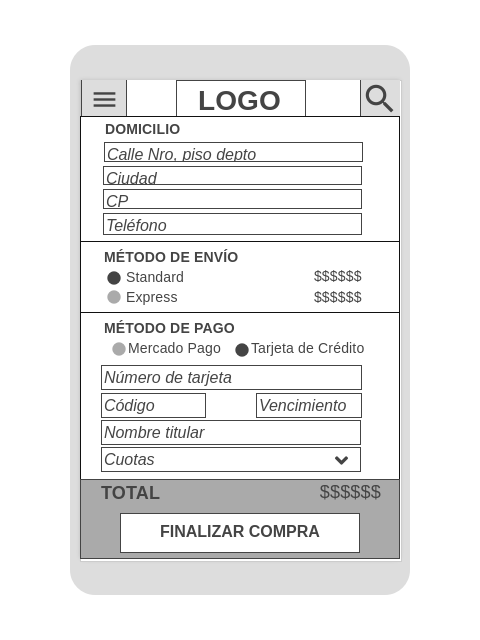 LOGO
DOMICILIO
Calle Nro, piso depto
Ciudad
CP
Teléfono
MÉTODO DE ENVÍO
Standard $$$$$$
Express $$$$$$
MÉTODO DE PAGO
Mercado Pago Tarjeta de Crédito
Número de tarjeta
Código Vencimiento
Nombre titular
Cuotas
TOTAL $$$$$$
FINALIZAR COMPRA